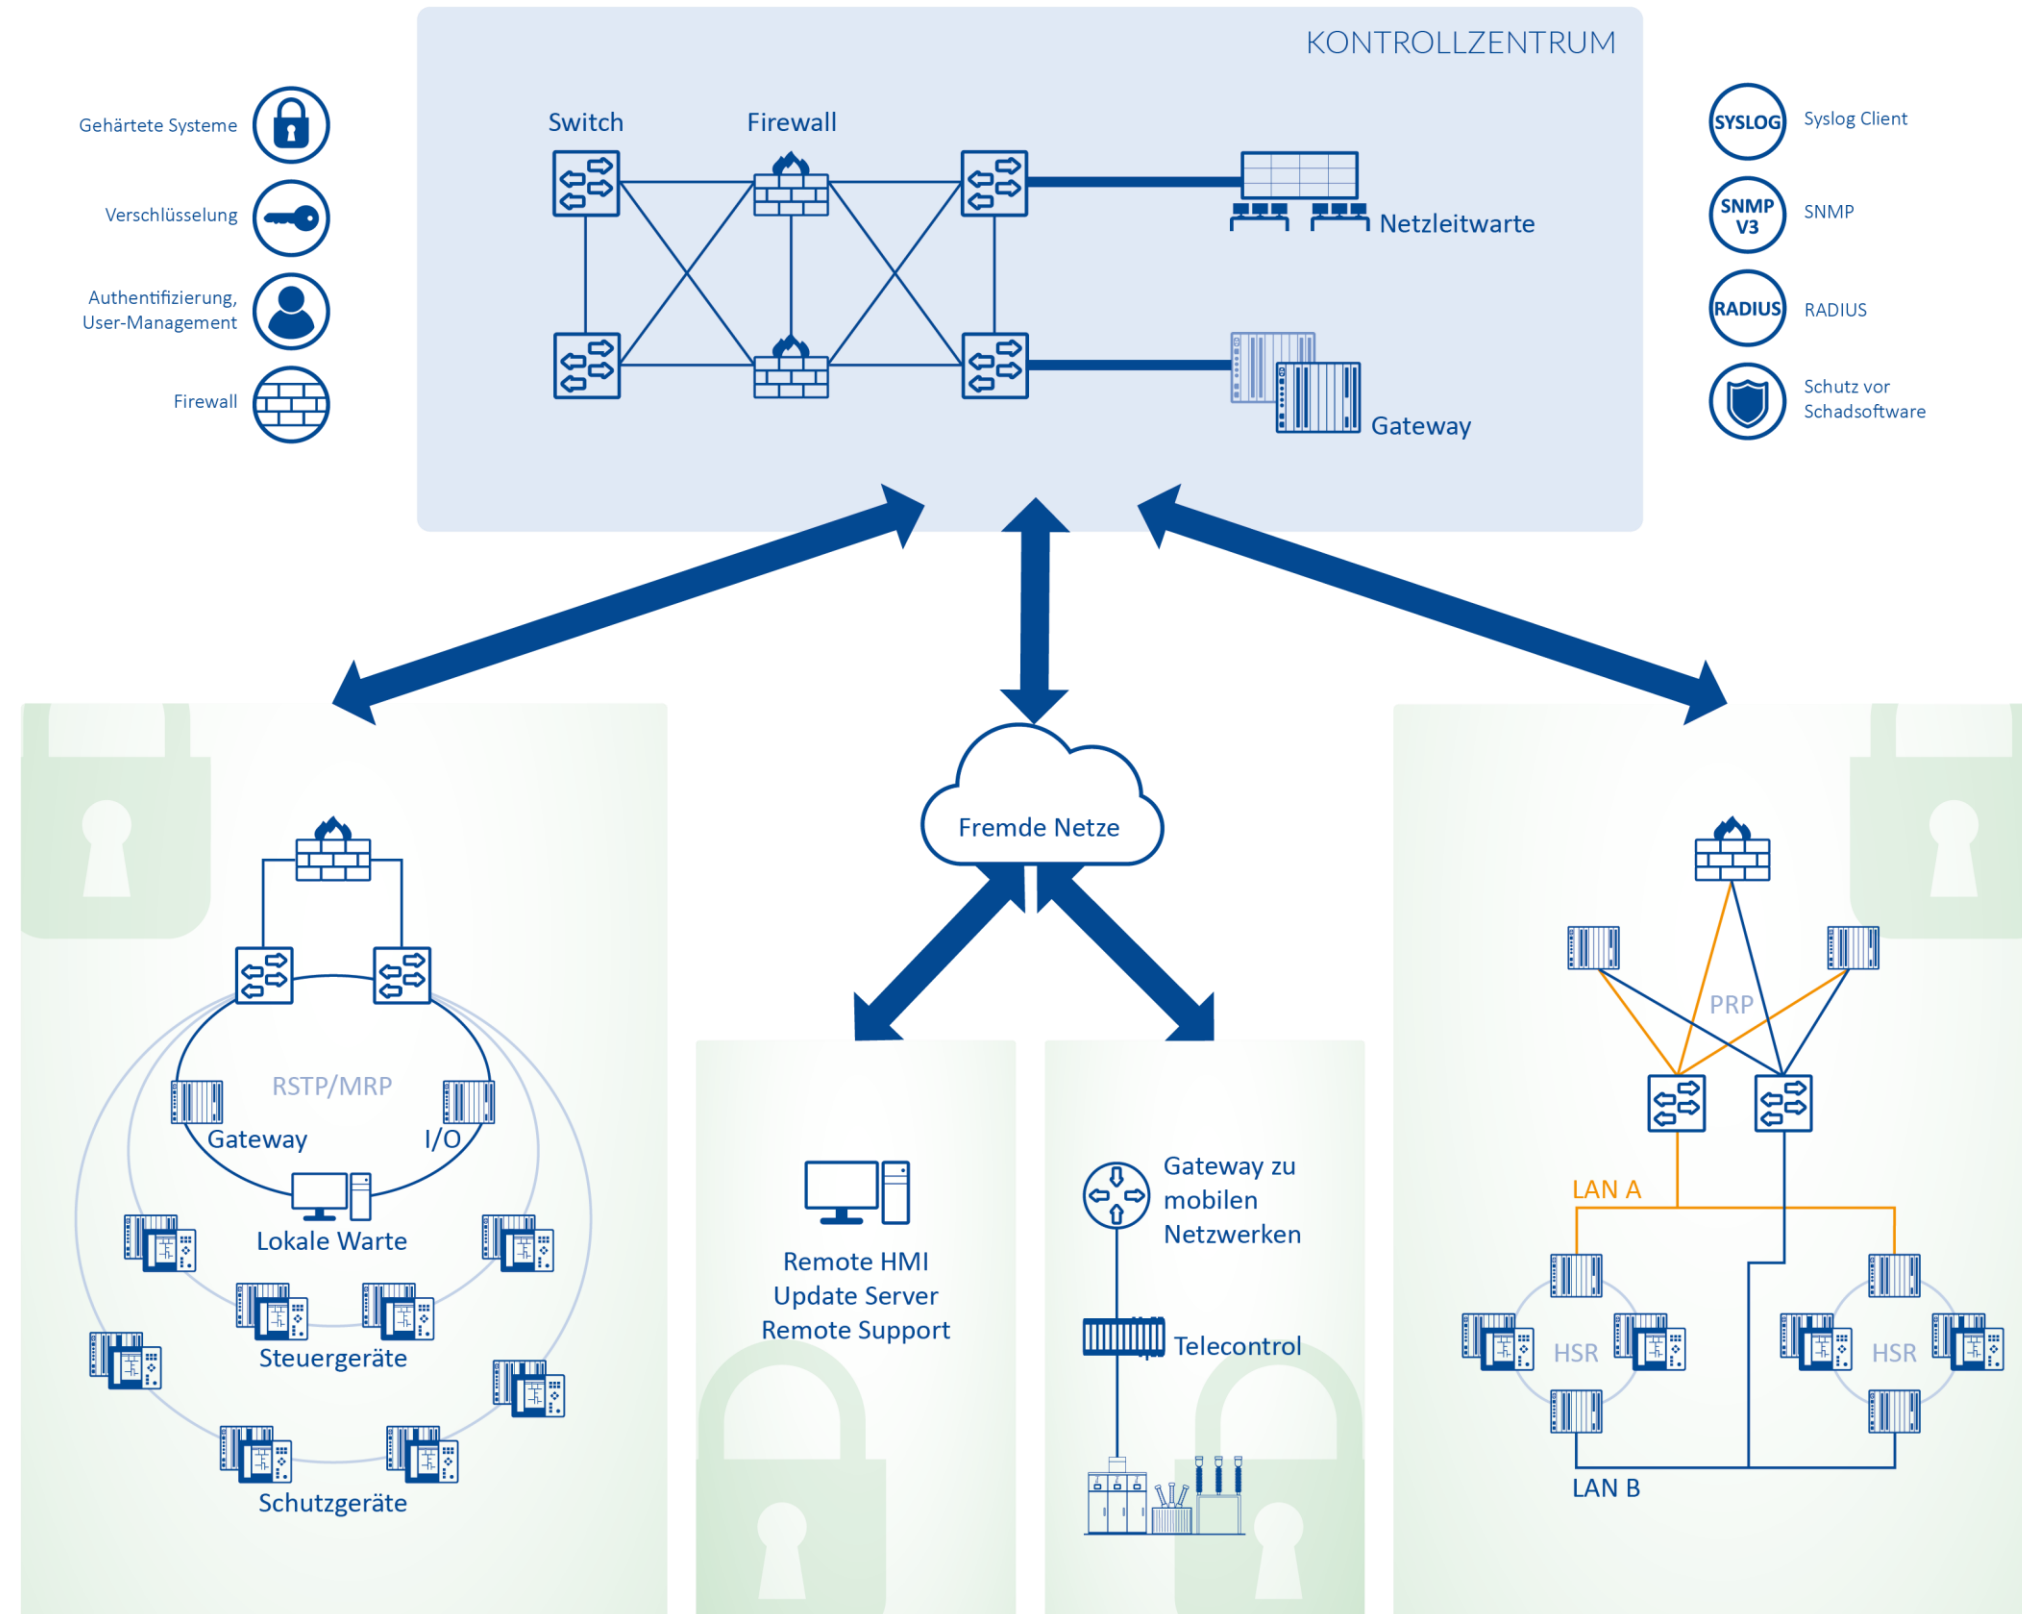 KONTROLLZENTRUM
Gehärtete Systeme
Verschlüsselung
Authentifizierung,
User-Management
Firewall
Switch
Firewall
Netzleitwarte
Gateway
SYSLOG
Syslog Client
SNMP
V3
SNMP
RADIUS
RADIUS
Schutz vor
Schadsoftware
Fremde Netze
RSTP/MRP
Gateway
I/O
Lokale Warte
Steuergeräte
Schutzgeräte
Remote HMI
Update Server
Remote Support
Gateway zu
mobilen
Netzwerken
Telecontrol
PRP
LAN A
HSR
HSR
LAN B